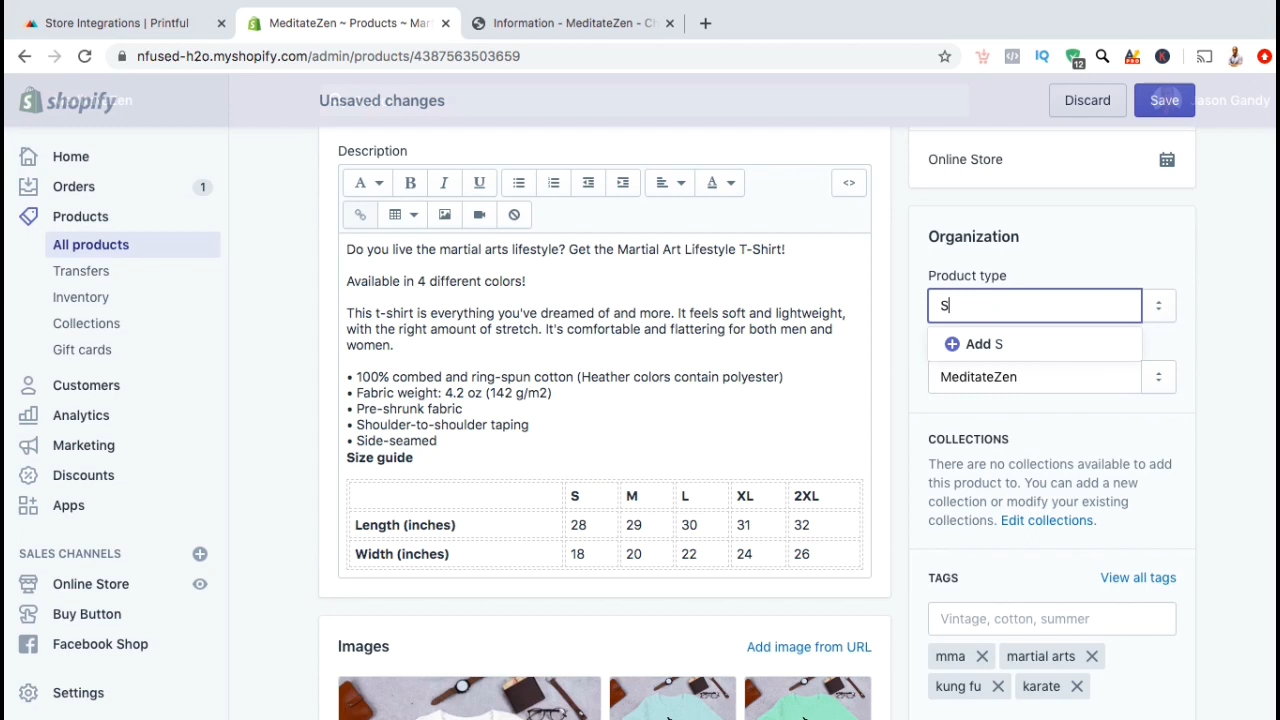 Store Integrations | Printful
MeditateZen ~ Products ~ Mar
Information - MeditateZen - C
nfused-h2o.myshopify.com/admin/products/4387563503659
12
shopify
Unsaved changes
Discard
Save
Jason Gandy
Home
Orders
1
Products
All products
Transfers
Inventory
Collections
Gift cards
Customers
Analytics
Marketing
Discounts
Apps
SALES CHANNELS
Online Store
Buy Button
Facebook Shop
Settings
Description
A
B
I
U
A
<>
Do you live the martial arts lifestyle? Get the Martial Art Lifestyle T-Shirt!
Available in 4 different colors!
This t-shirt is everything you've dreamed of and more. It feels soft and lightweight,
with the right amount of stretch. It's comfortable and flattering for both men and
women.
• 100% combed and ring-spun cotton (Heather colors contain polyester)
• Fabric weight: 4.2 oz (142 g/m2)
• Pre-shrunk fabric
• Shoulder-to-shoulder taping
• Side-seamed
Size guide
S M L XL 2XL
Length (inches) 28 29 30 31 32
Width (inches) 18 20 22 24 26
Images
Add image from URL
Online Store
Organization
Product type
S
Add S
MeditateZen
COLLECTIONS
There are no collections available to add
this product to. You can add a new
collection or modify your existing
collections. Edit collections.
TAGS
View all tags
Vintage, cotton, summer
mma
martial arts
kung fu
karate